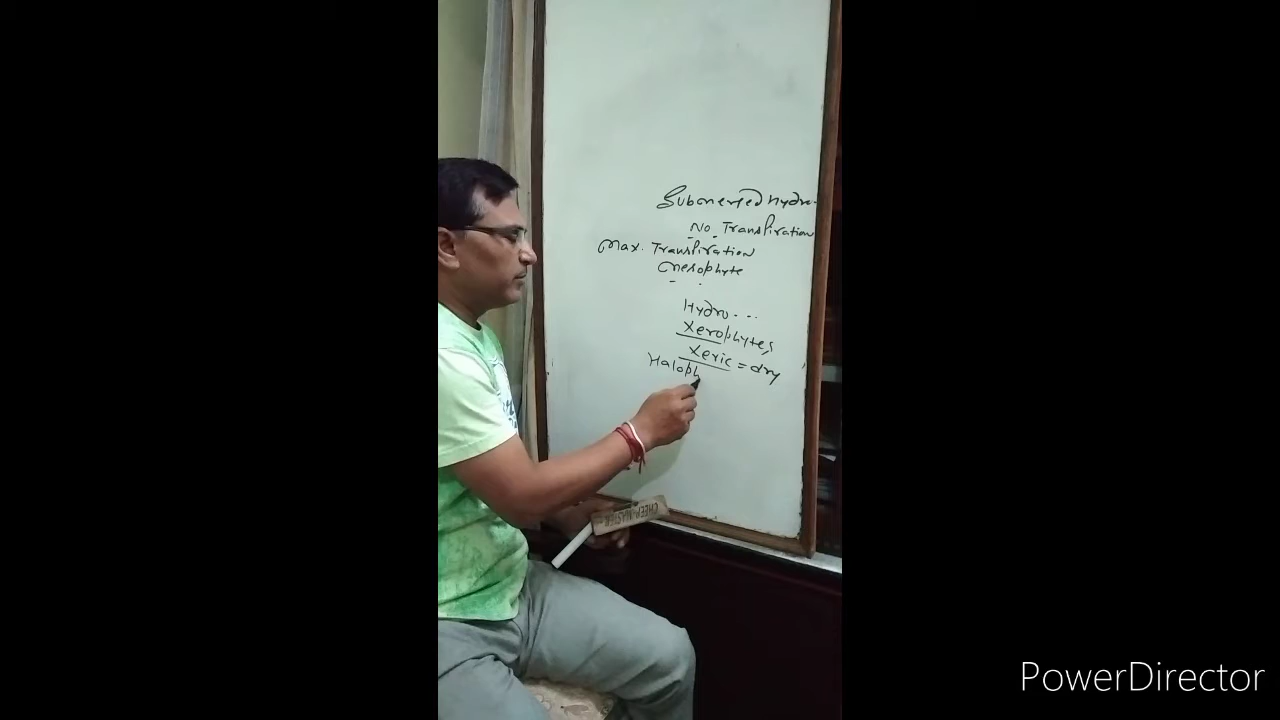 Submerged Hydro-
No Transpiration
Max. Transpiration
Mesophyte
Hydro...
Xerophytes
Xeric = dry
Haloph
PowerDirector